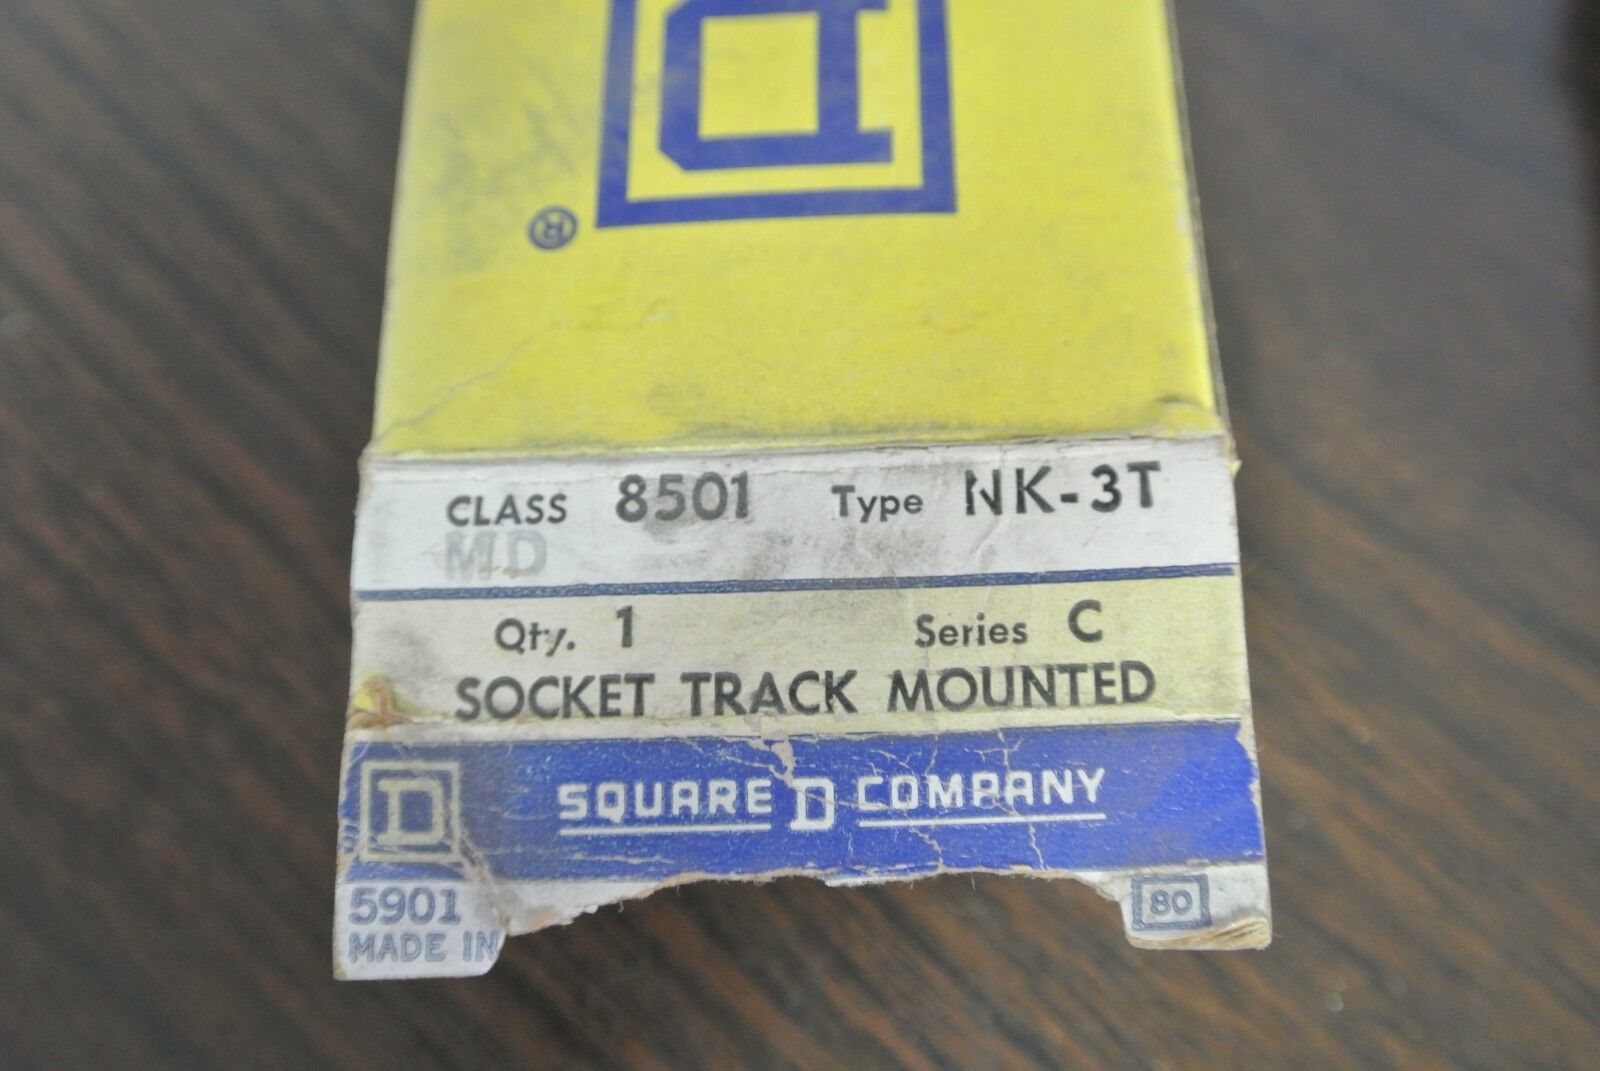 D
®
CLASS 8501 Type NK-3T
MD
Qty. 1 Series C
SOCKET TRACK MOUNTED
D SQUARE D COMPANY
5901 80
MADE IN